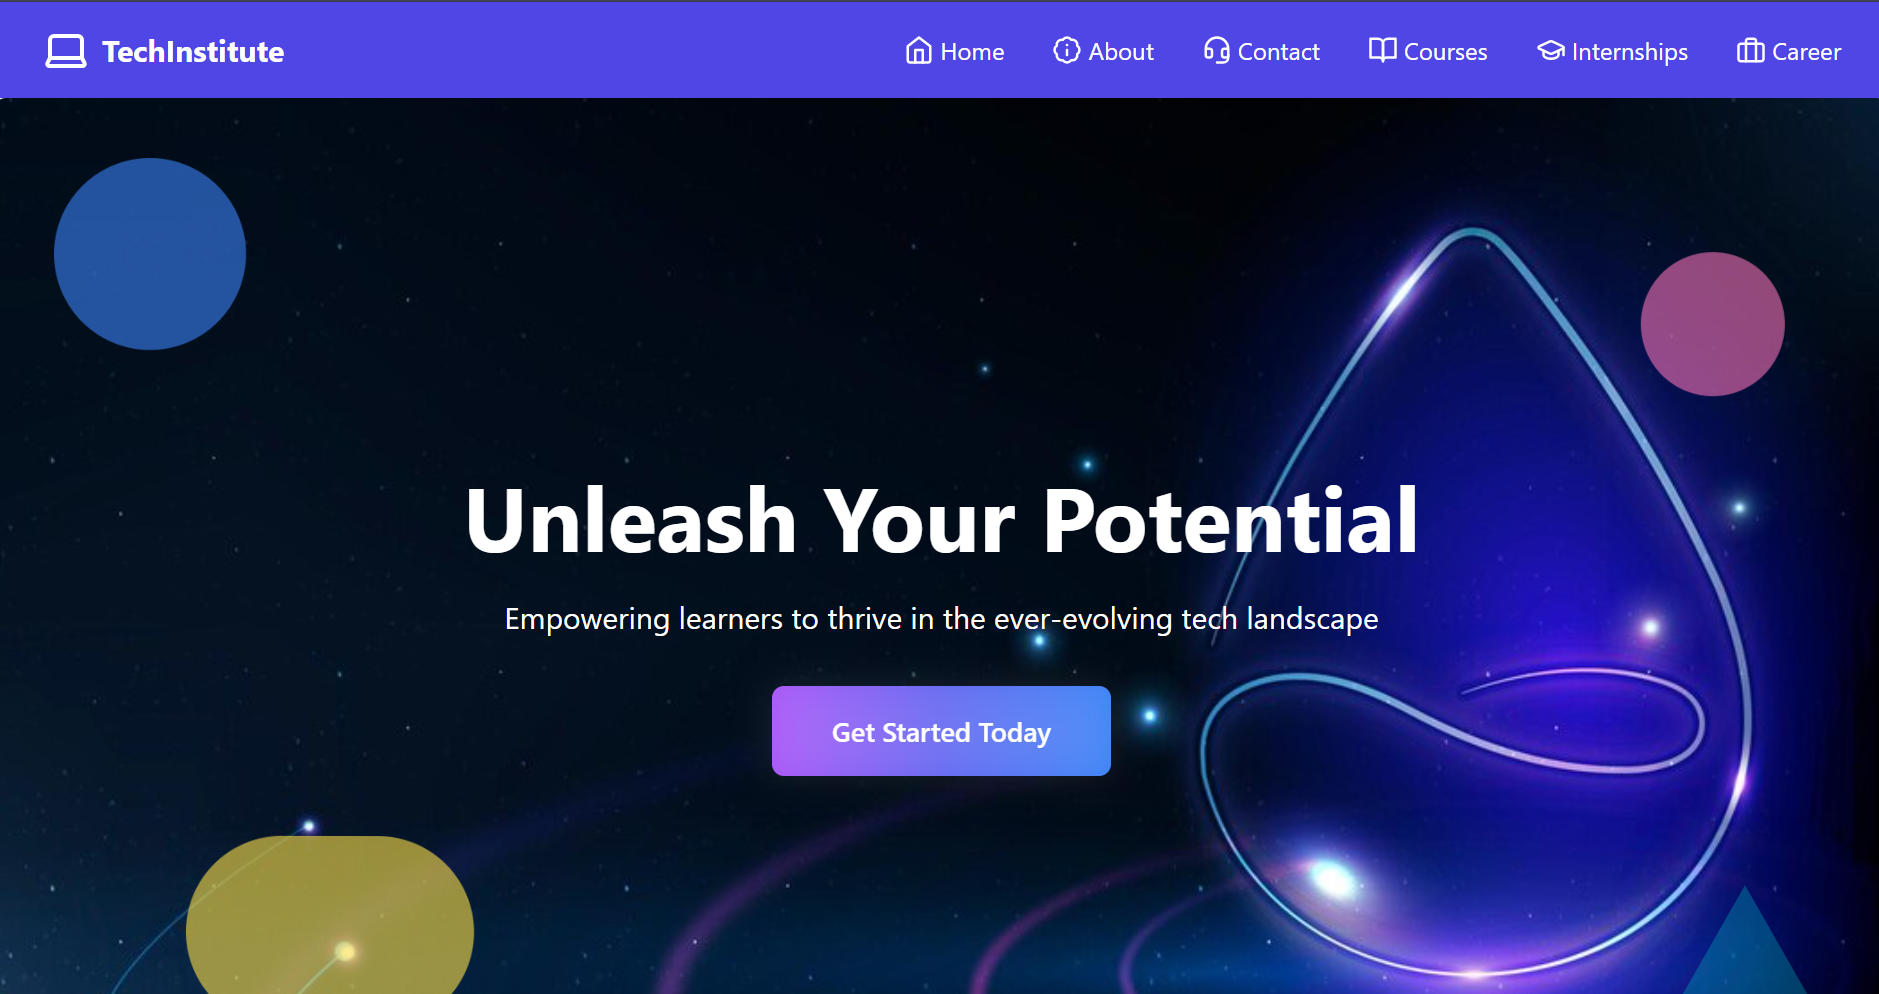 TechInstitute
Home
About
Contact
Courses
Internships
Career
Unleash Your Potential
Empowering learners to thrive in the ever-evolving tech landscape
Get Started Today